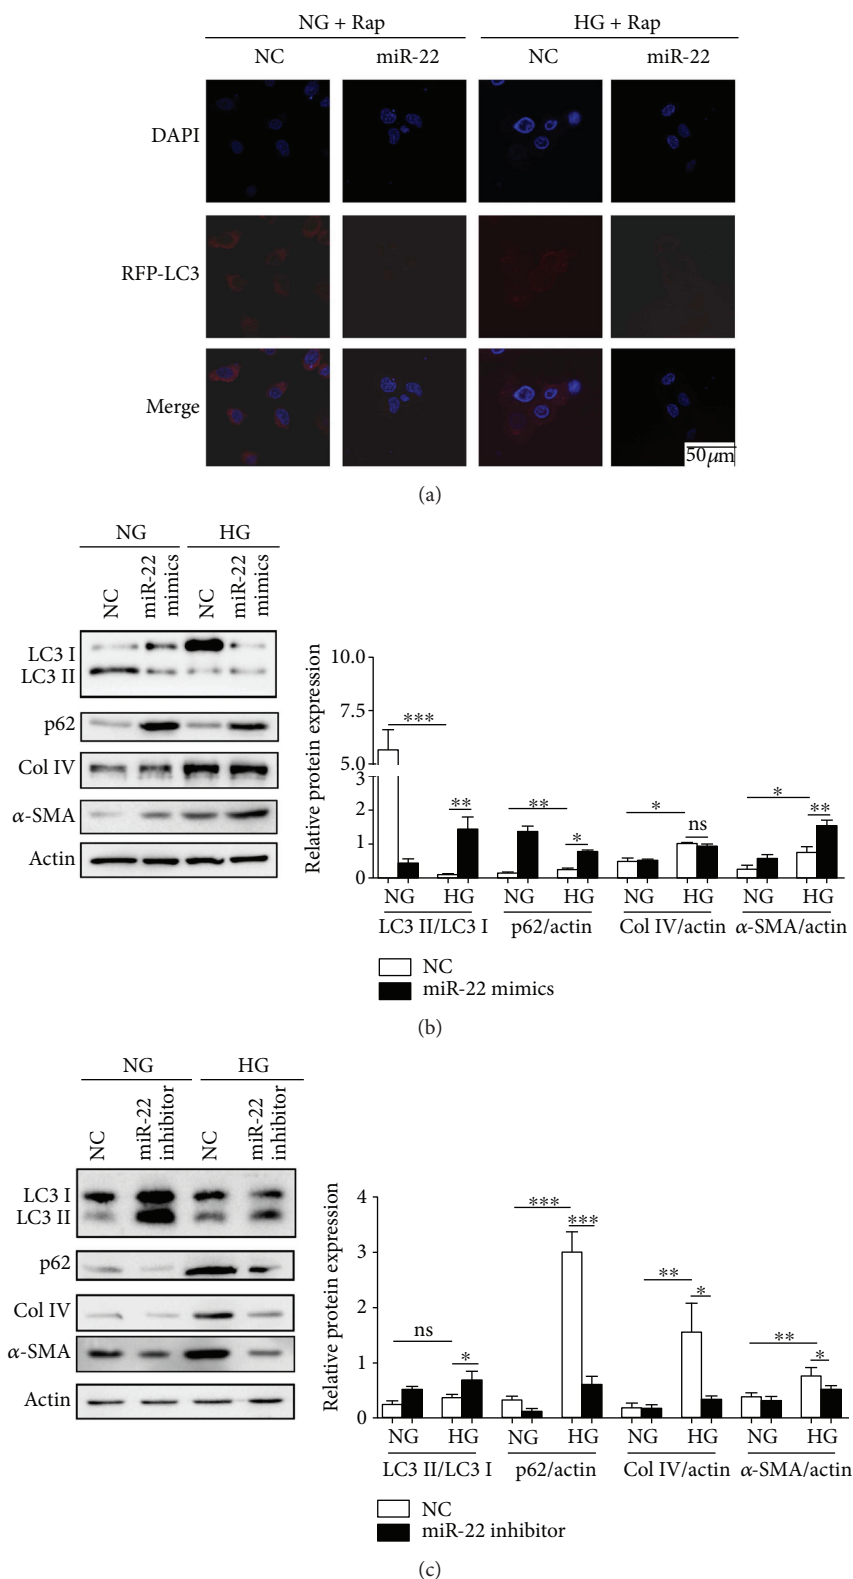 NG + Rap HG + Rap
NC miR-22 NC miR-22
DAPI
RFP-LC3
Merge
50 μm
(a)
NG HG
NC miR-22 mimics NC miR-22 mimics
LC3 I
LC3 II
p62
Col IV
α-SMA
Actin
Relative protein expression
10.0
7.5
5.0
3
2
1
0
*** ** ** * * ns * **
NG HG NG HG NG HG NG HG
LC3 II/LC3 I p62/actin Col IV/actin α-SMA/actin
NC
miR-22 mimics
(b)
NG HG
NC miR-22 inhibitor NC miR-22 inhibitor
LC3 I
LC3 II
p62
Col IV
α-SMA
Actin
Relative protein expression
4
3
2
1
0
ns * *** *** ** * ** *
NG HG NG HG NG HG NG HG
LC3 II/LC3 I p62/actin Col IV/actin α-SMA/actin
NC
miR-22 inhibitor
(c)